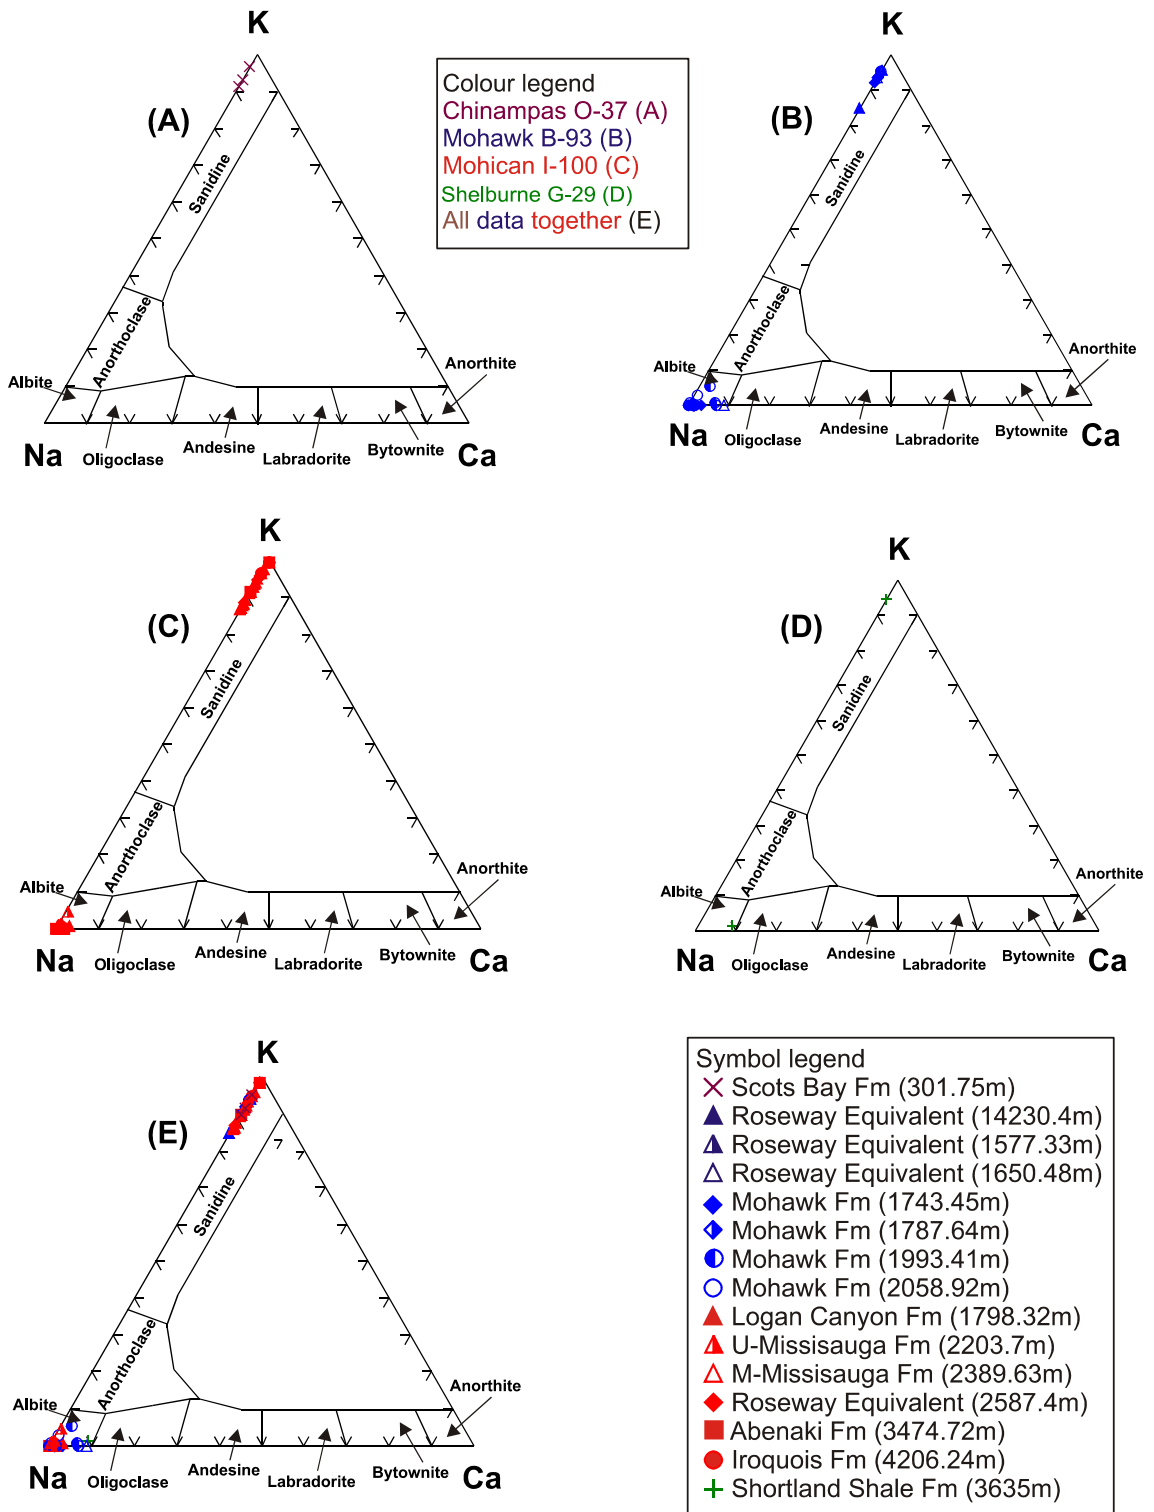 K
(A)
Sanidine
Anorthoclase
Albite
Anorthite
Na
Oligoclase
Andesine
Labradorite
Bytownite
Ca
Colour legend
Chinampas O-37 (A)
Mohawk B-93 (B)
Mohican I-100 (C)
Shelburne G-29 (D)
All data together (E)
K
(B)
Sanidine
Anorthoclase
Albite
Anorthite
Na
Oligoclase
Andesine
Labradorite
Bytownite
Ca
K
(C)
Sanidine
Anorthoclase
Albite
Anorthite
Na
Oligoclase
Andesine
Labradorite
Bytownite
Ca
K
(D)
Sanidine
Anorthoclase
Albite
Anorthite
Na
Oligoclase
Andesine
Labradorite
Bytownite
Ca
K
(E)
Sanidine
Anorthoclase
Albite
Anorthite
Na
Oligoclase
Andesine
Labradorite
Bytownite
Ca
Symbol legend
Scots Bay Fm (301.75m)
Roseway Equivalent (14230.4m)
Roseway Equivalent (1577.33m)
Roseway Equivalent (1650.48m)
Mohawk Fm (1743.45m)
Mohawk Fm (1787.64m)
Mohawk Fm (1993.41m)
Mohawk Fm (2058.92m)
Logan Canyon Fm (1798.32m)
U-Missisauga Fm (2203.7m)
M-Missisauga Fm (2389.63m)
Roseway Equivalent (2587.4m)
Abenaki Fm (3474.72m)
Iroquois Fm (4206.24m)
Shortland Shale Fm (3635m)